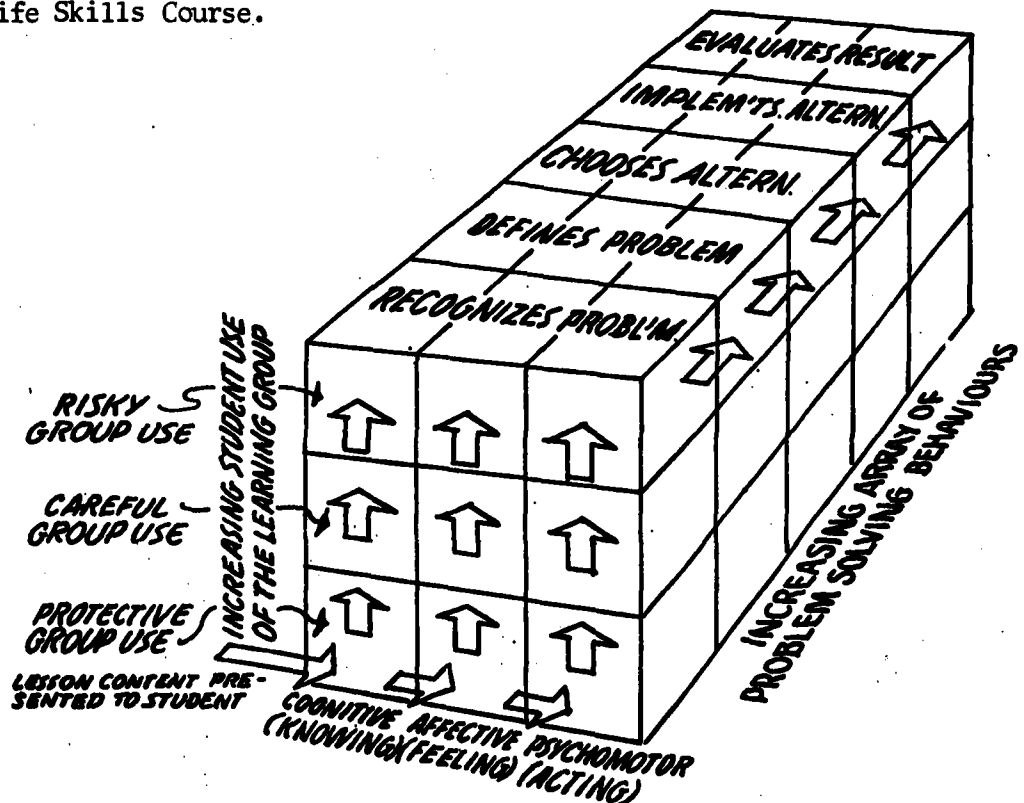 ife Skills Course.
EVALUATES RESULT
IMPLEM'TS. ALTERN.
CHOOSES ALTERN.
DEFINES PROBLEM
RECOGNIZES PROBL'M.
INCREASING STUDENT USE
OF THE LEARNING GROUP
RISKY
GROUP USE
CAREFUL
GROUP USE
PROTECTIVE
GROUP USE
LESSON CONTENT PRE-
SENTED TO STUDENT
COGNITIVE AFFECTIVE PSYCHOMOTOR
(KNOWING)(FEELING) (ACTING)
INCREASING ARRAY OF
PROBLEM SOLVING BEHAVIOURS